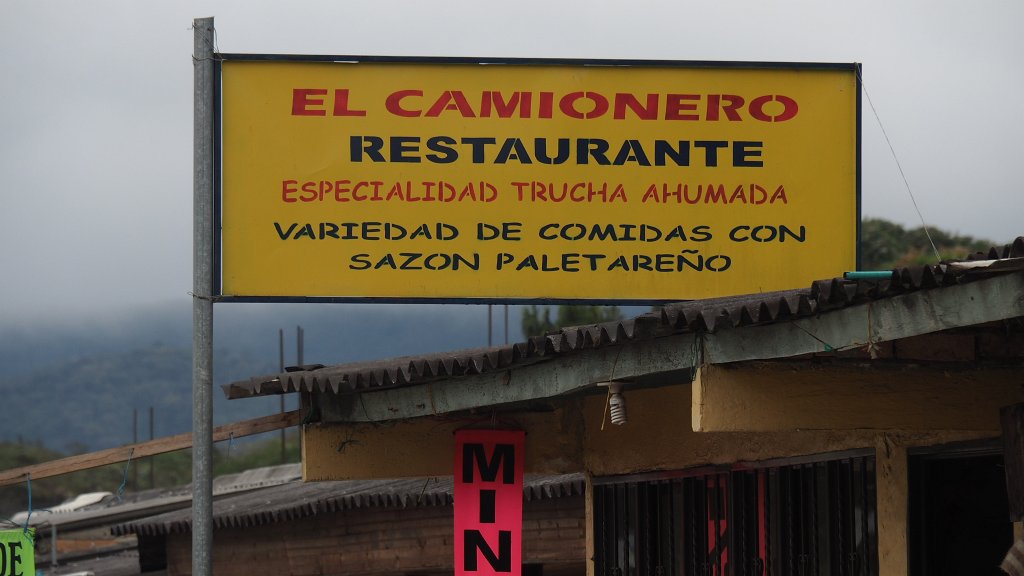 EL CAMIONERO
RESTAURANTE
ESPECIALIDAD TRUCHA AHUMADA
VARIEDAD DE COMIDAS CON
SAZON PALETAREÑO
MIN
DE